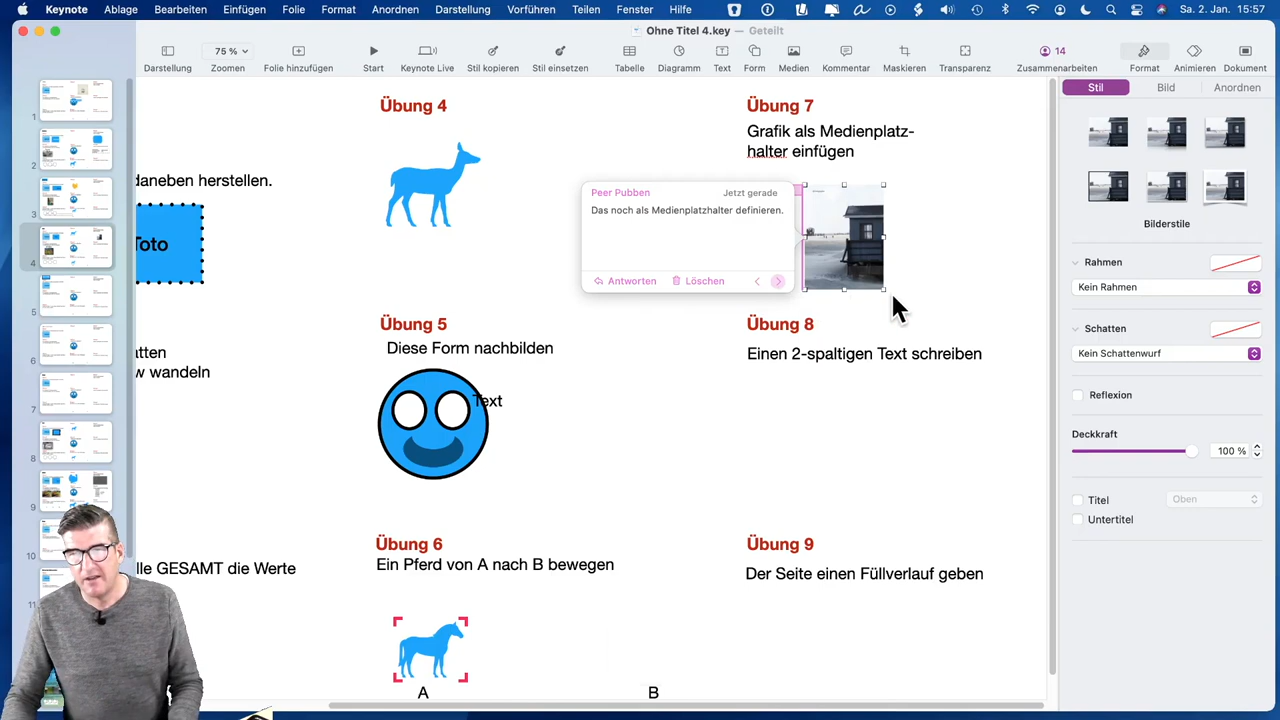 Keynote Ablage Bearbeiten Einfügen Folie Format Anordnen Darstellung Vorführen Teilen Fenster Hilfe Sa. 2. Jan. 15:57
Ohne Titel 4.key — Geteilt
75 %
14
Darstellung Zoomen Folie hinzufügen Start Keynote Live Stil kopieren Stil einsetzen Tabelle Diagramm Text Form Medien Kommentar Maskieren Transparenz Zusammenarbeiten Format Animieren Dokument
Stil Bild Anordnen
1
2
3
4
5
6
7
8
9
10
11
daneben herstellen.
Toto
atten
w wandeln
lle GESAMT die Werte
Übung 4
Übung 5
Diese Form nachbilden
Text
Übung 6
Ein Pferd von A nach B bewegen
A
B
Übung 7
Grafik als Medienplatz-
halter einfügen
Peer Pubben Jetzt gerade
Das noch als Medienplatzhalter definieren.
Antworten Löschen
Übung 8
Einen 2-spaltigen Text schreiben
Übung 9
Der Seite einen Füllverlauf geben
Bilderstile
Rahmen
Kein Rahmen
Schatten
Kein Schattenwurf
Reflexion
Deckkraft
100 %
Titel Oben
Untertitel